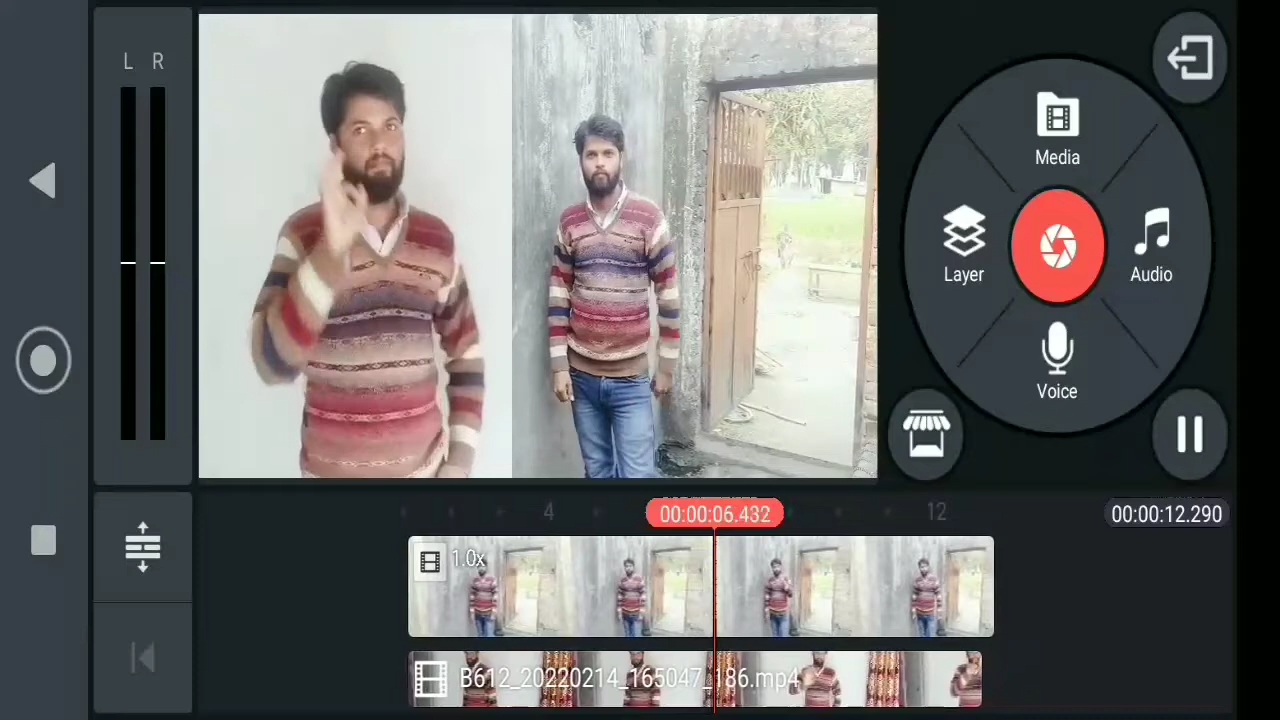 L R
Media
Layer
Audio
Voice
4
00:00:06.432
12
00:00:12.290
1.0x
B612_20220214_165047_186.mp4